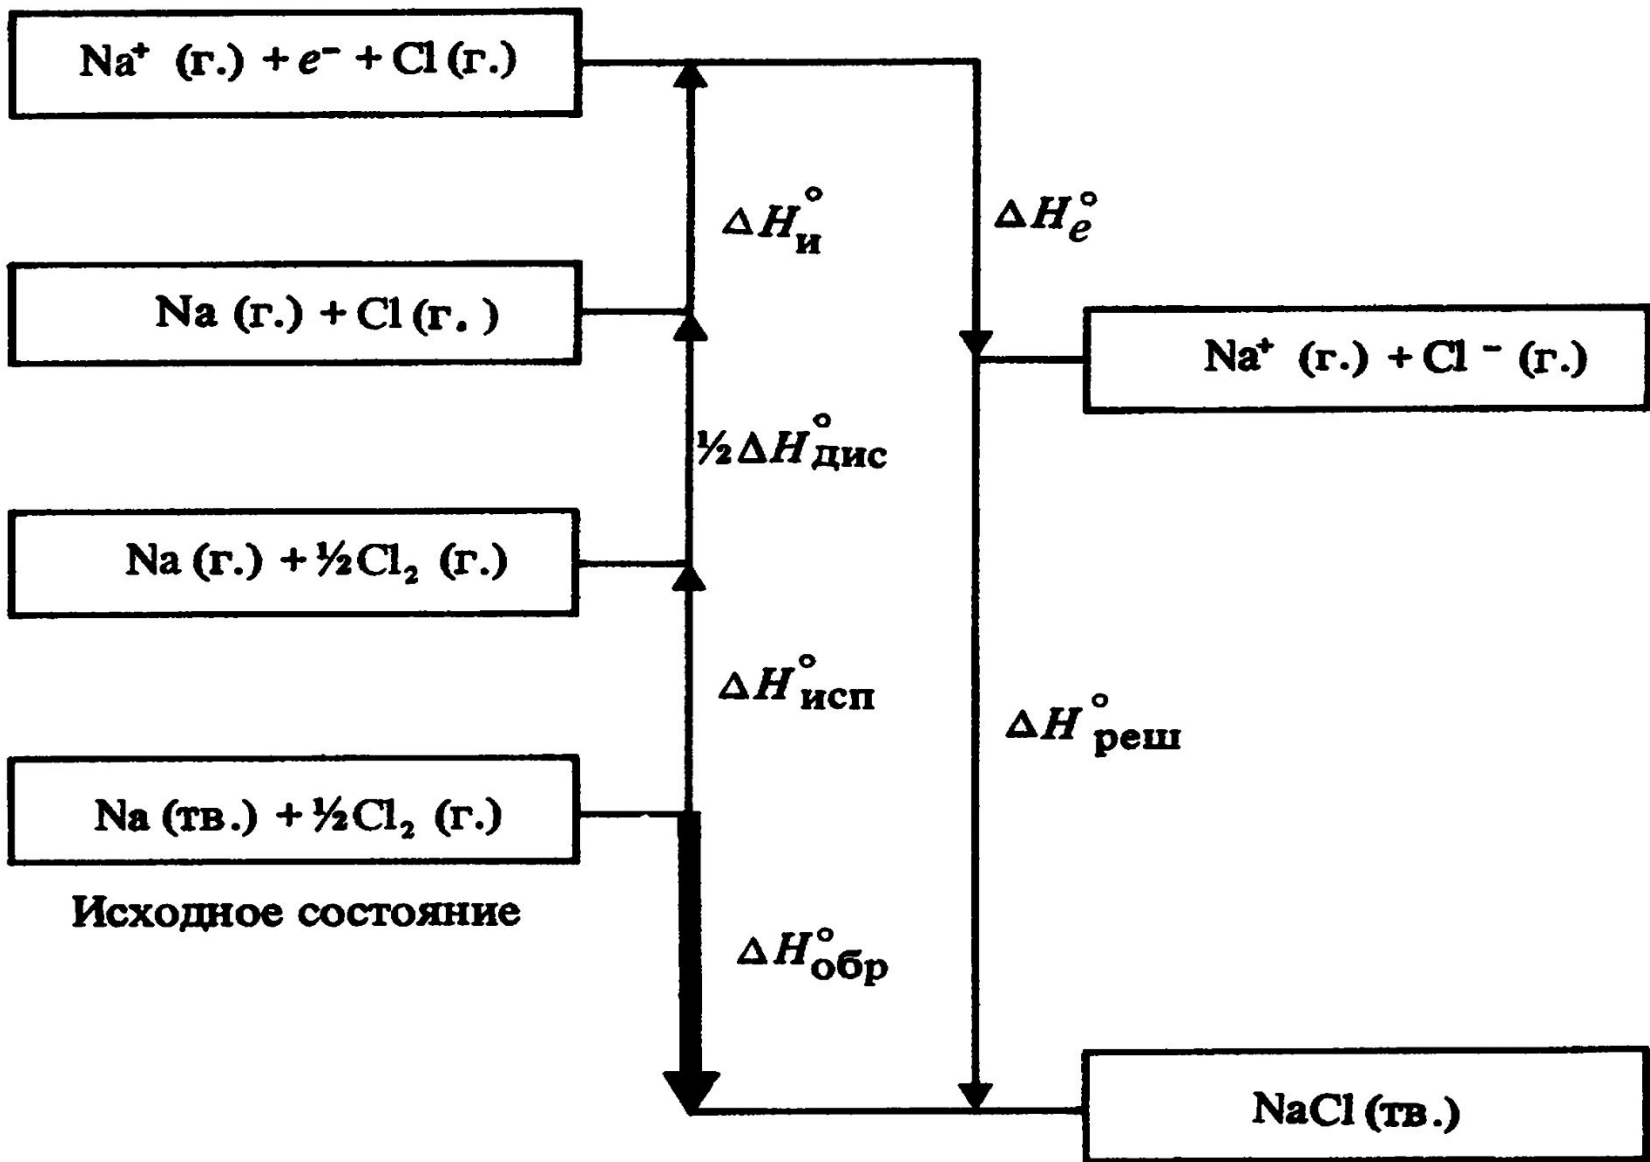 Na⁺ (г.) + e⁻ + Cl (г.)
ΔH°и
ΔH°e
Na (г.) + Cl (г. )
Na⁺ (г.) + Cl ⁻ (г.)
½ΔH°дис
Na (г.) + ½Cl₂ (г.)
ΔH°исп
ΔH°реш
Na (тв.) + ½Cl₂ (г.)
Исходное состояние
ΔH°обр
NaCl (тв.)